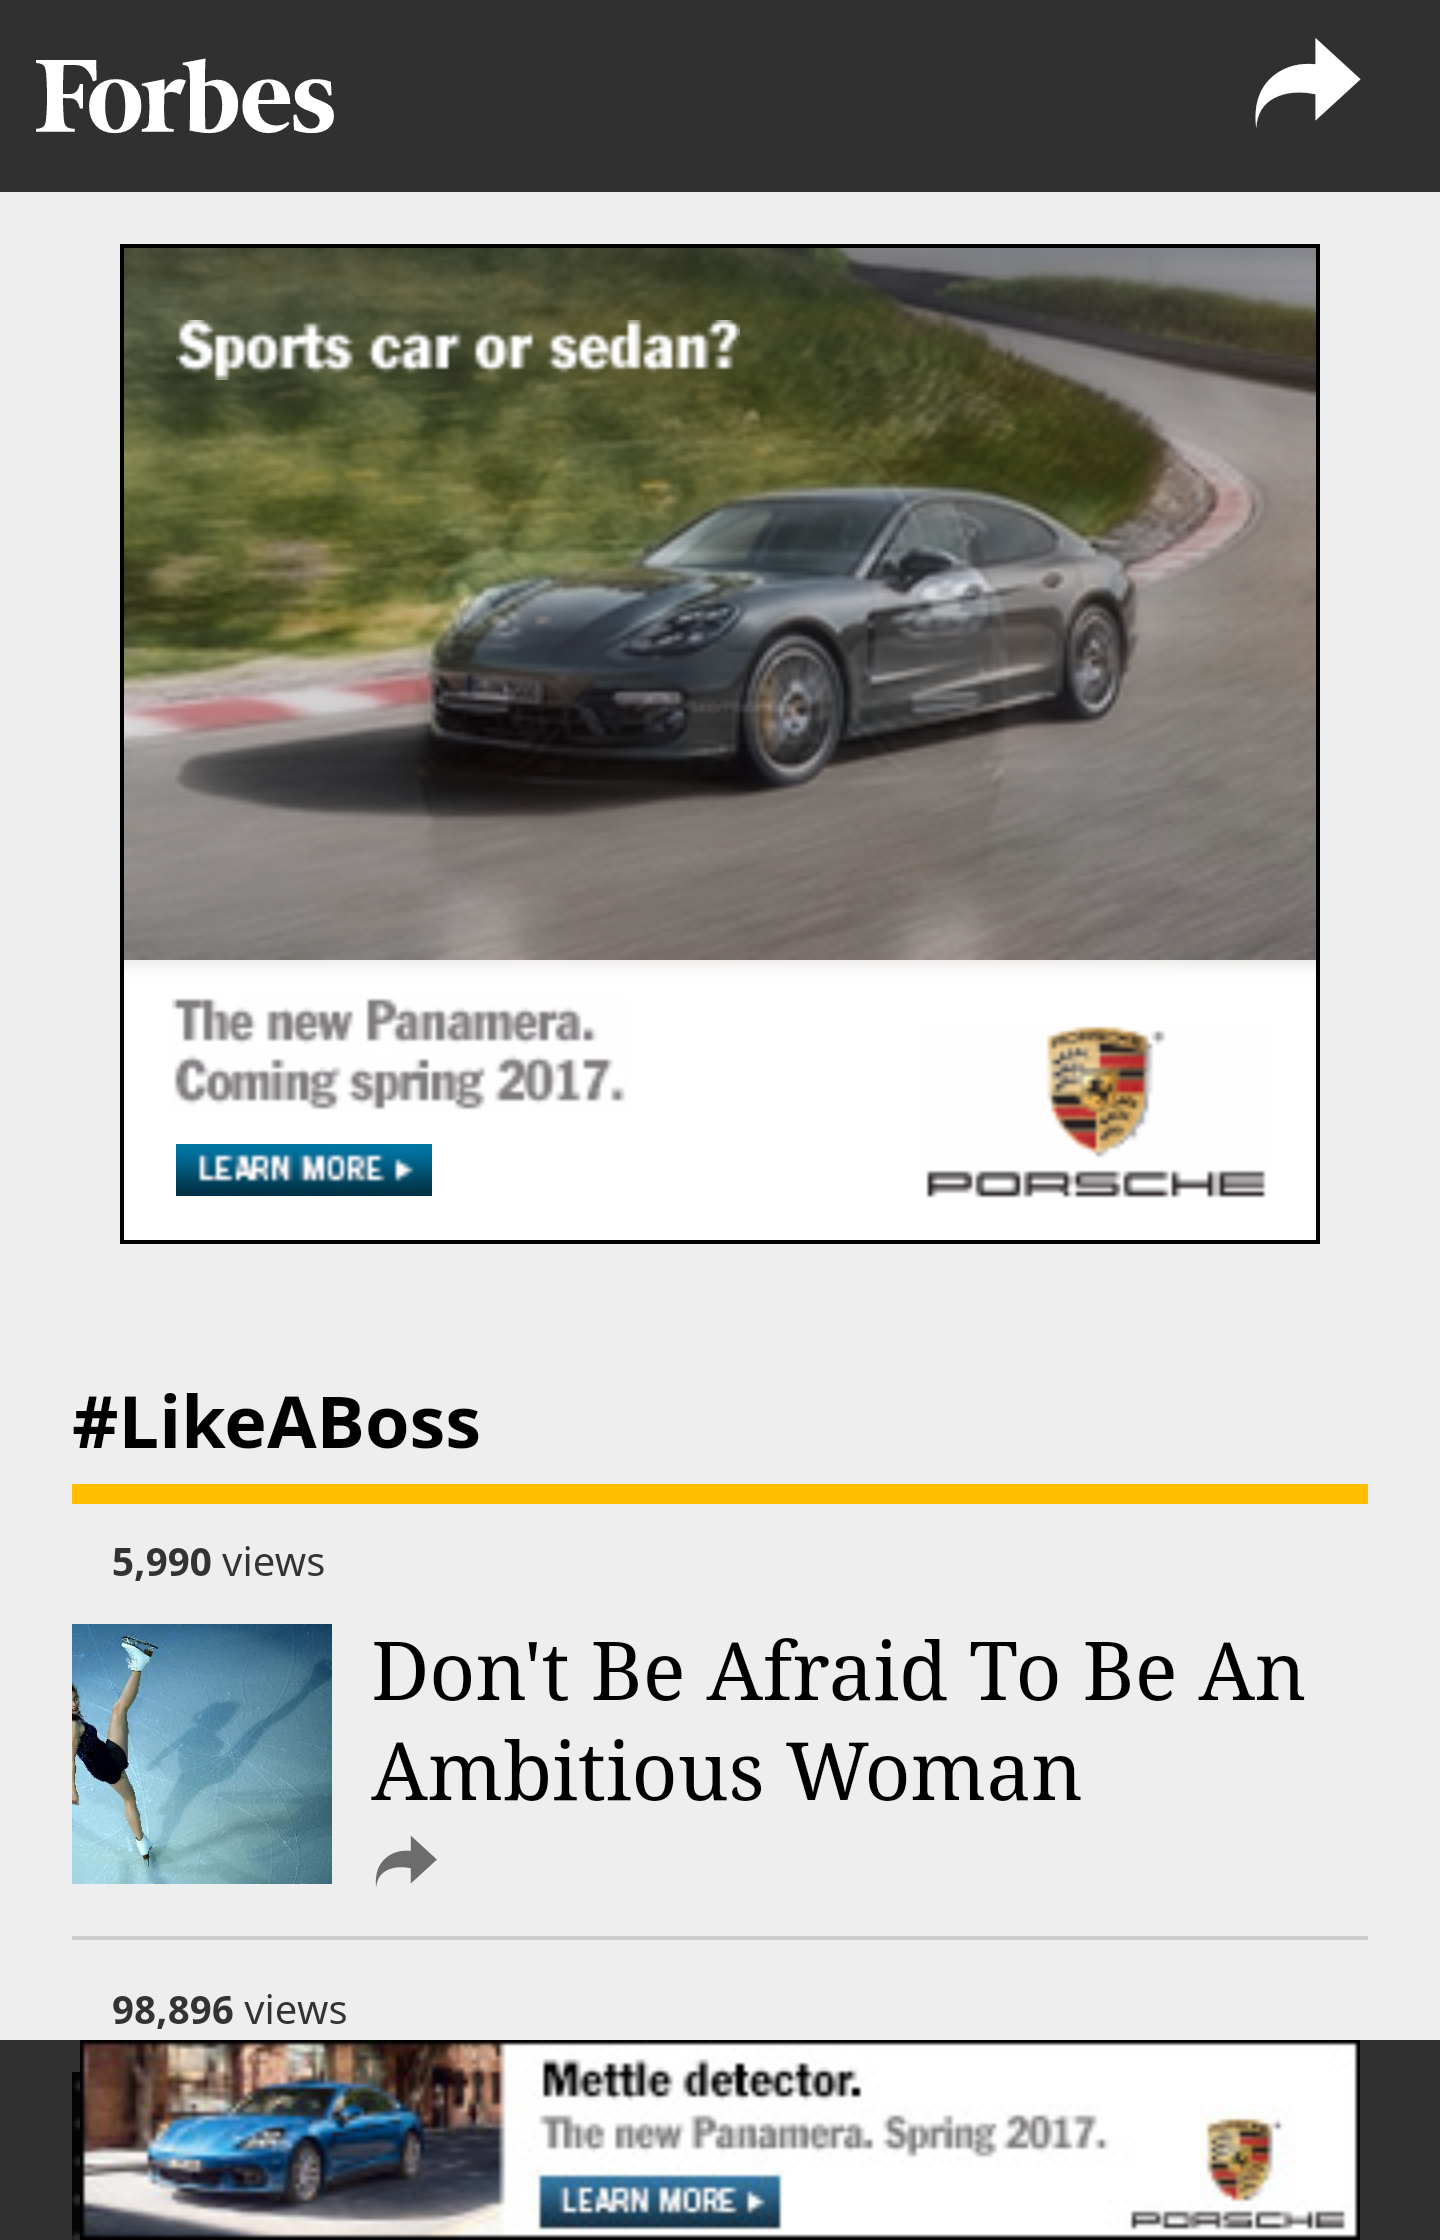 Forbes
Sports car or sedan?
The new Panamera.
Coming spring 2017.
LEARN MORE
PORSCHE
#LikeABoss
5,990 views
Don't Be Afraid To Be An
Ambitious Woman
98,896 views
Mettle detector.
The new Panamera. Spring 2017.
LEARN MORE
PORSCHE